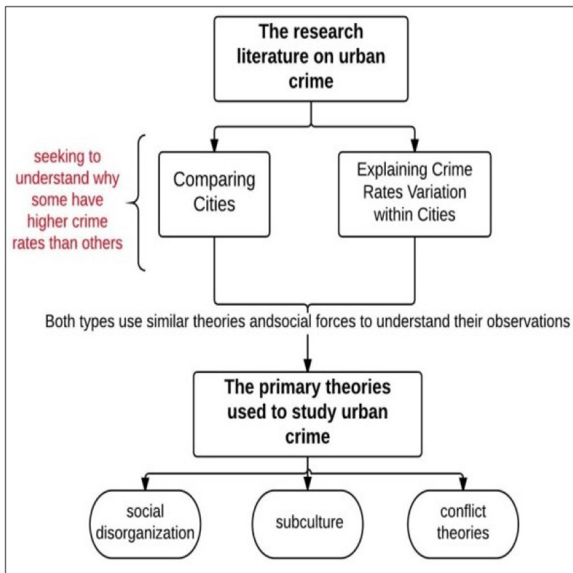 The research
literature on urban
crime
seeking to
understand why
some have
higher crime
rates than others
Comparing
Cities
Explaining Crime
Rates Variation
within Cities
Both types use similar theories andsocial forces to understand their observations
The primary theories
used to study urban
crime
social
disorganization
subculture
conflict
theories